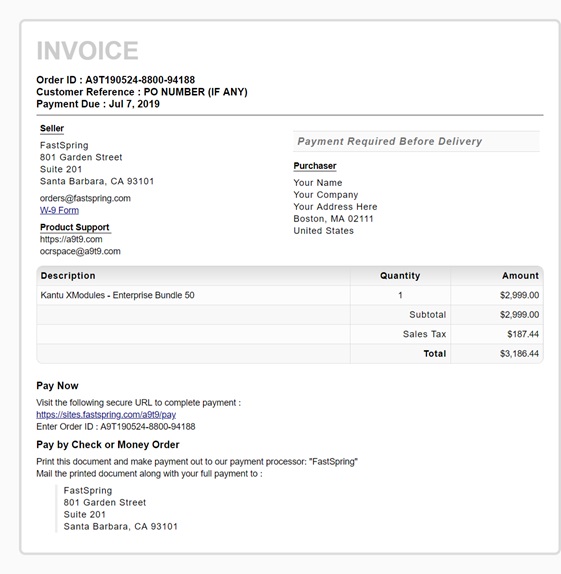 INVOICE
Order ID : A9T190524-8800-94188
Customer Reference : PO NUMBER (IF ANY)
Payment Due : Jul 7, 2019
Seller
FastSpring
801 Garden Street
Suite 201
Santa Barbara, CA 93101
orders@fastspring.com
W-9 Form
Product Support
https://a9t9.com
ocrspace@a9t9.com
Payment Required Before Delivery
Purchaser
Your Name
Your Company
Your Address Here
Boston, MA 02111
United States
Description Quantity Amount
Kantu XModules - Enterprise Bundle 50 1 $2,999.00
Subtotal $2,999.00
Sales Tax $187.44
Total $3,186.44
Pay Now
Visit the following secure URL to complete payment :
https://sites.fastspring.com/a9t9/pay
Enter Order ID : A9T190524-8800-94188
Pay by Check or Money Order
Print this document and make payment out to our payment processor: "FastSpring"
Mail the printed document along with your full payment to :
FastSpring
801 Garden Street
Suite 201
Santa Barbara, CA 93101